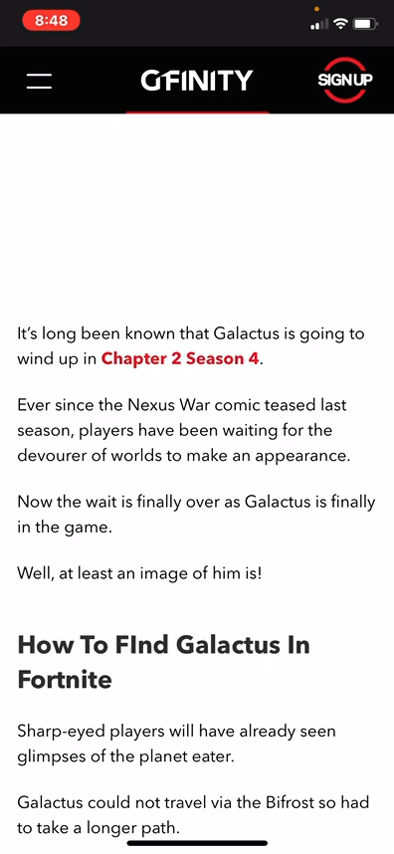 8:48
GFINITY
SIGN UP
It's long been known that Galactus is going to
wind up in Chapter 2 Season 4.
Ever since the Nexus War comic teased last
season, players have been waiting for the
devourer of worlds to make an appearance.
Now the wait is finally over as Galactus is finally
in the game.
Well, at least an image of him is!
How To FInd Galactus In
Fortnite
Sharp-eyed players will have already seen
glimpses of the planet eater.
Galactus could not travel via the Bifrost so had
to take a longer path.